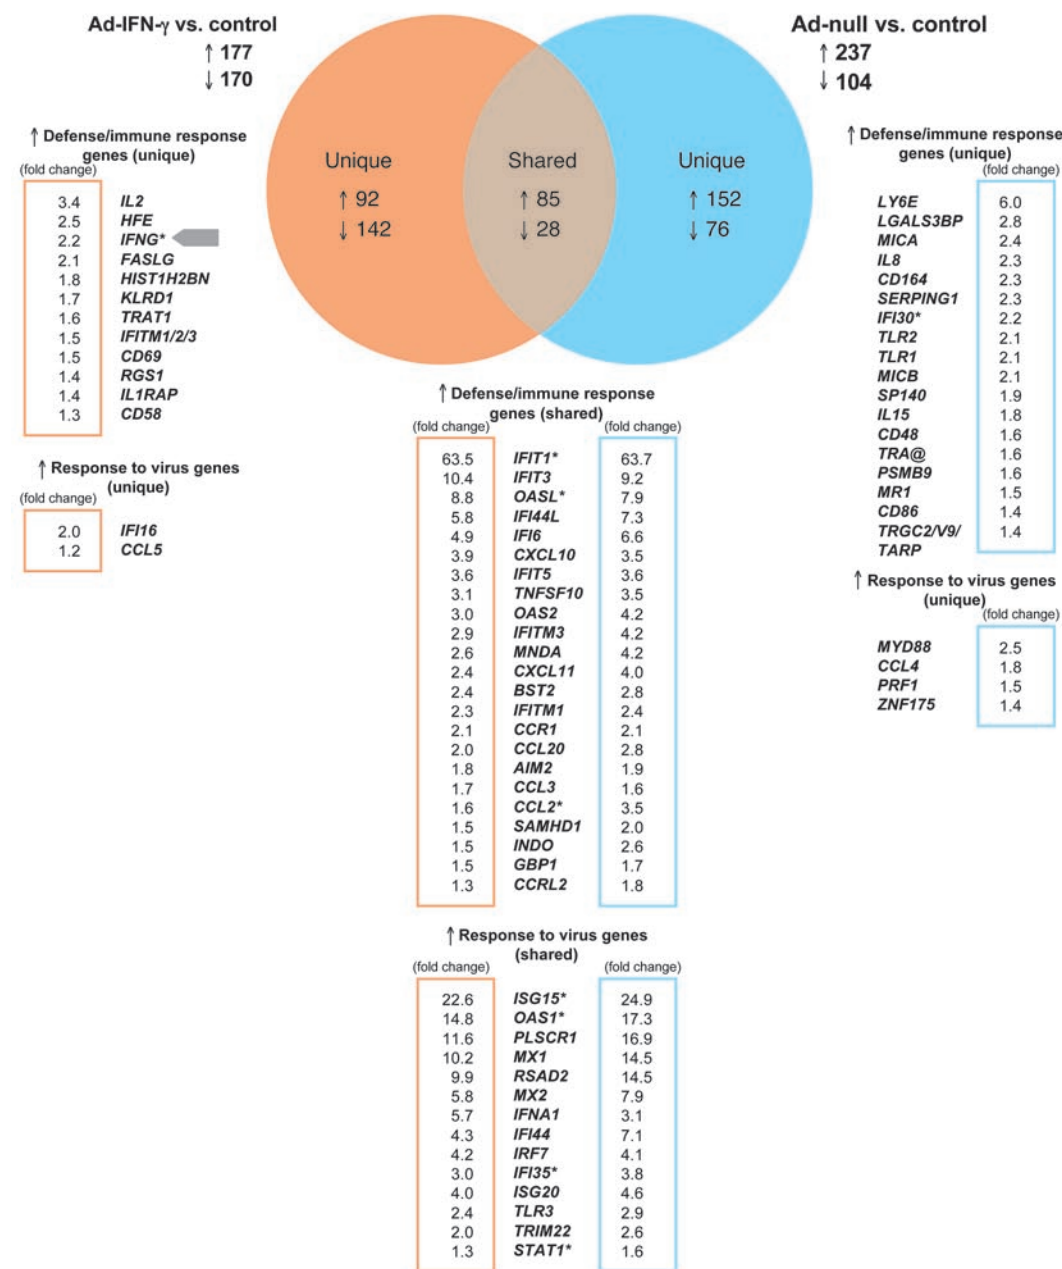 Ad-IFN-γ vs. control
↑ 177
↓ 170
Ad-null vs. control
↑ 237
↓ 104
Unique
↑ 92
↓ 142
Shared
↑ 85
↓ 28
Unique
↑ 152
↓ 76
↑ Defense/immune response
genes (unique)
(fold change)
3.4 IL2
2.5 HFE
2.2 IFNG*
2.1 FASLG
1.8 HIST1H2BN
1.7 KLRD1
1.6 TRAT1
1.5 IFITM1/2/3
1.5 CD69
1.4 RGS1
1.4 IL1RAP
1.3 CD58
↑ Response to virus genes
(unique)
(fold change)
2.0 IFI16
1.2 CCL5
↑ Defense/immune response
genes (shared)
(fold change) (fold change)
63.5 IFIT1* 63.7
10.4 IFIT3 9.2
8.8 OASL* 7.9
5.8 IFI44L 7.3
4.9 IFI6 6.6
3.9 CXCL10 3.5
3.6 IFIT5 3.6
3.1 TNFSF10 3.5
3.0 OAS2 4.2
2.9 IFITM3 4.2
2.6 MNDA 4.2
2.4 CXCL11 4.0
2.4 BST2 2.8
2.3 IFITM1 2.4
2.1 CCR1 2.1
2.0 CCL20 2.8
1.8 AIM2 1.9
1.7 CCL3 1.6
1.6 CCL2* 3.5
1.5 SAMHD1 2.0
1.5 INDO 2.6
1.5 GBP1 1.7
1.3 CCRL2 1.8
↑ Response to virus genes
(shared)
(fold change) (fold change)
22.6 ISG15* 24.9
14.8 OAS1* 17.3
11.6 PLSCR1 16.9
10.2 MX1 14.5
9.9 RSAD2 14.5
5.8 MX2 7.9
5.7 IFNA1 3.1
4.3 IFI44 7.1
4.2 IRF7 4.1
3.0 IFI35* 3.8
4.0 ISG20 4.6
2.4 TLR3 2.9
2.0 TRIM22 2.6
1.3 STAT1* 1.6
↑ Defense/immune response
genes (unique)
(fold change)
LY6E 6.0
LGALS3BP 2.8
MICA 2.4
IL8 2.3
CD164 2.3
SERPING1 2.3
IFI30* 2.2
TLR2 2.1
TLR1 2.1
MICB 2.1
SP140 1.9
IL15 1.8
CD48 1.6
TRA@ 1.6
PSMB9 1.6
MR1 1.5
CD86 1.4
TRGC2/V9/ 1.4
TARP
↑ Response to virus genes
(unique)
(fold change)
MYD88 2.5
CCL4 1.8
PRF1 1.5
ZNF175 1.4